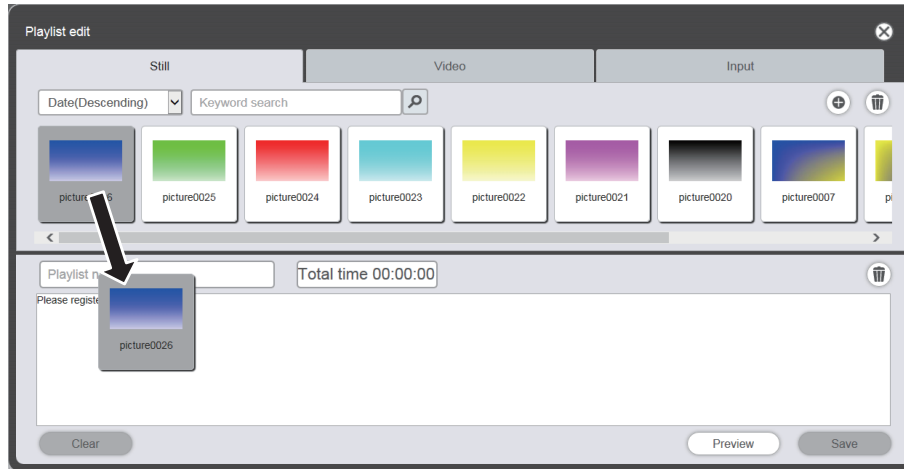 Playlist edit
Still Video Input
Date(Descending) Keyword search
picture0025 picture0024 picture0023 picture0022 picture0021 picture0020 picture0007
Total time 00:00:00
Please
picture0026
Clear Preview Save